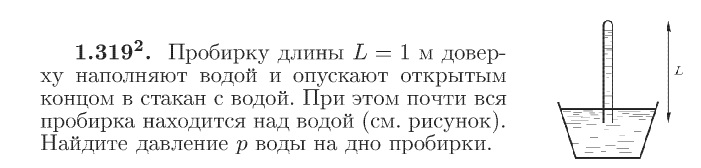 1.319². Пробирку длины L = 1 м довер-
ху наполняют водой и опускают открытым
концом в стакан с водой. При этом почти вся
пробирка находится над водой (см. рисунок).
Найдите давление p воды на дно пробирки.
L